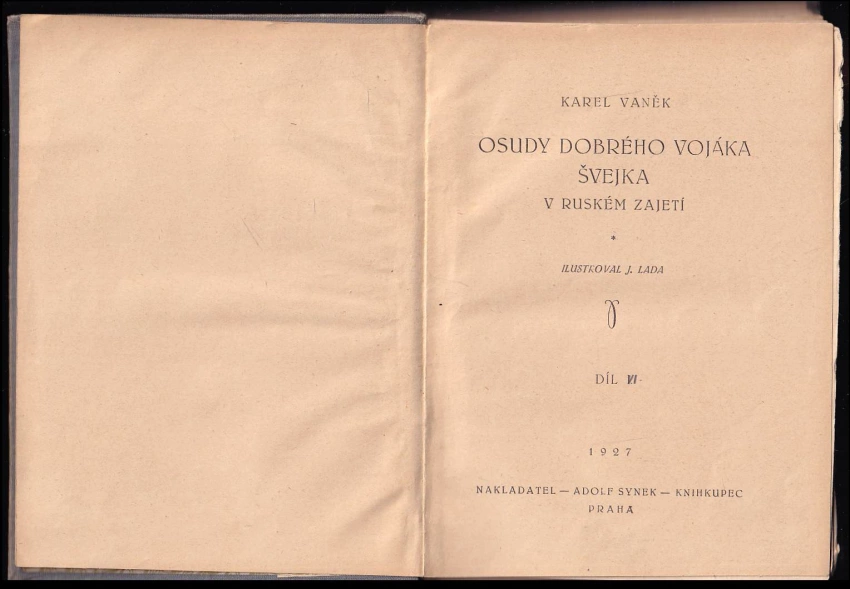 KAREL VANĚK
OSUDY DOBRÉHO VOJÁKA
ŠVEJKA
V RUSKÉM ZAJETÍ
*
ILUSTROVAL J. LADA
DÍL VI
1927
NAKLADATEL — ADOLF SYNEK — KNIHKUPEC
PRAHA